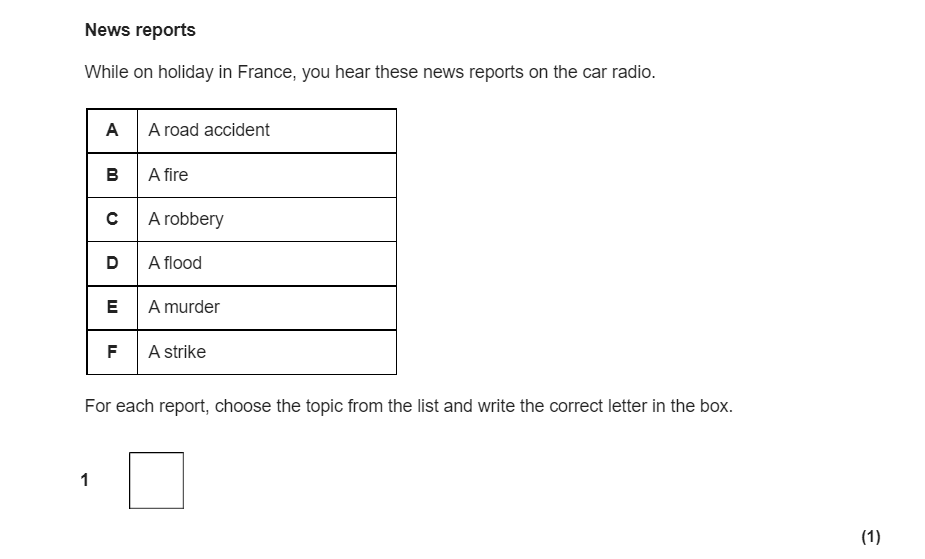 News reports
While on holiday in France, you hear these news reports on the car radio.
A A road accident
B A fire
C A robbery
D A flood
E A murder
F A strike
For each report, choose the topic from the list and write the correct letter in the box.
1
(1)